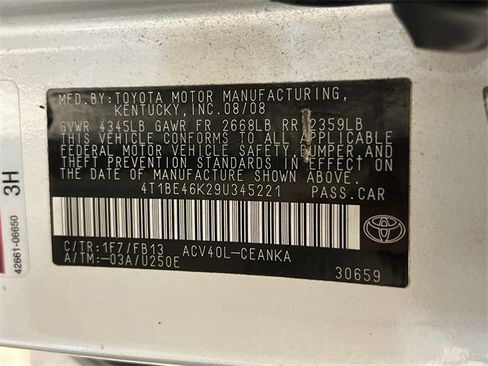 MFD.BY:TOYOTA MOTOR MANUFACTURING,
KENTUCKY, INC.08/08
GVWR 4345LB GAWR FR 2668LB RR 2359LB
THIS VEHICLE CONFORMS TO ALL APPLICABLE
FEDERAL MOTOR VEHICLE SAFETY,BUMPER AND
THEFT PREVENTION STANDARDS IN EFFECT ON
THE DATE OF MANUFACTURE SHOWN ABOVE.
4T1BE46K29U345221 PASS.CAR
C/TR:1F7/FB13 ACV40L-CEANKA
A/TM:-03A/U250E
TOYOTA
30659
3H
42661-06650